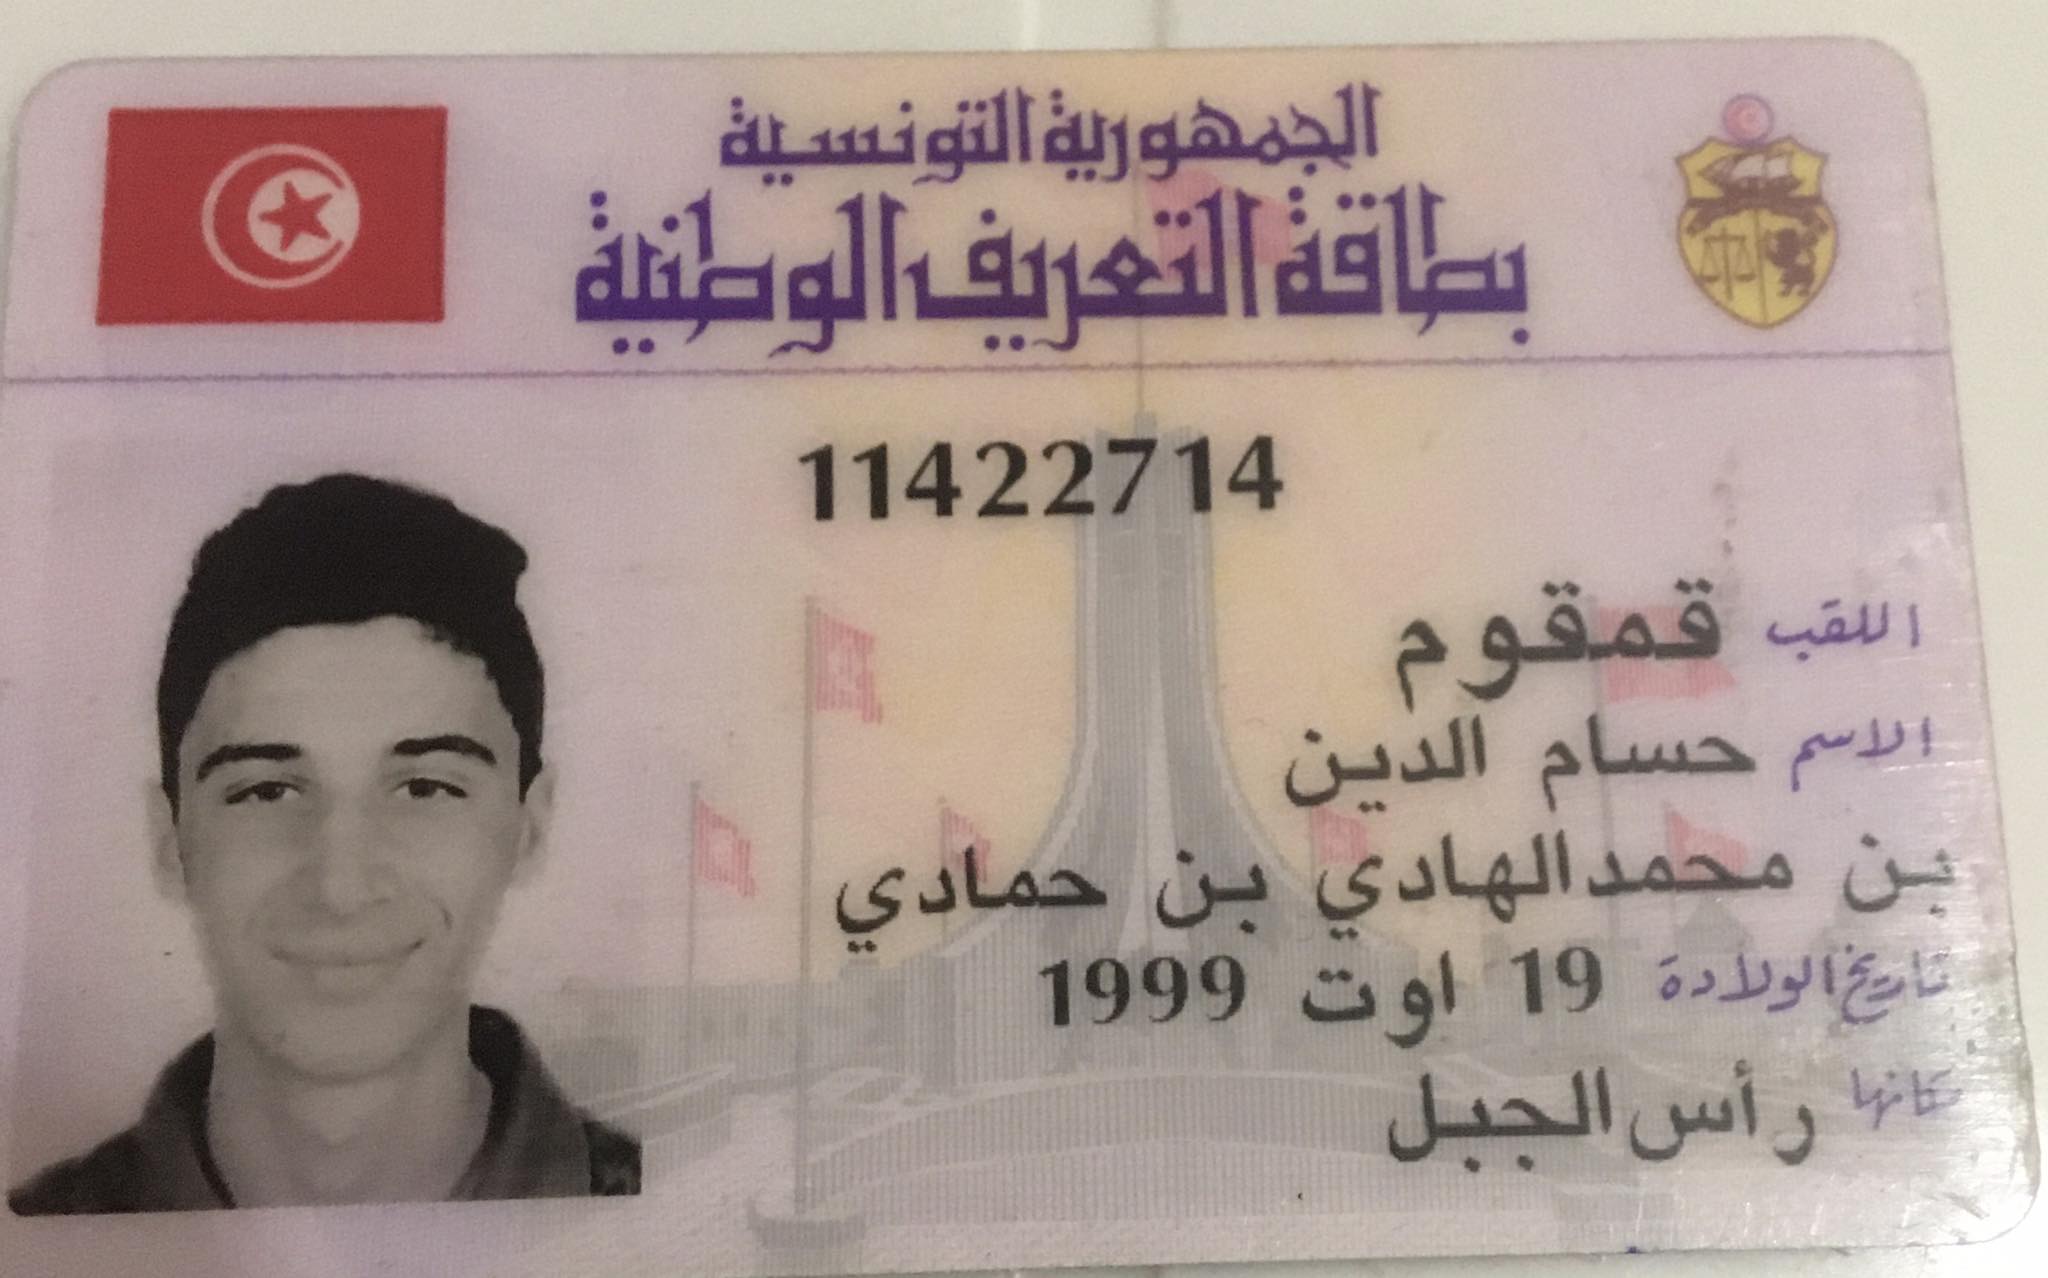 الجمهورية التونسية
بطاقة التعريف الوطنية
11422714
اللقب قمقوم
الاسم حسام الدين
بن محمد الهادي بن حمادي
تاريخ الولادة 19 اوت 1999
مكانها رأس الجبل